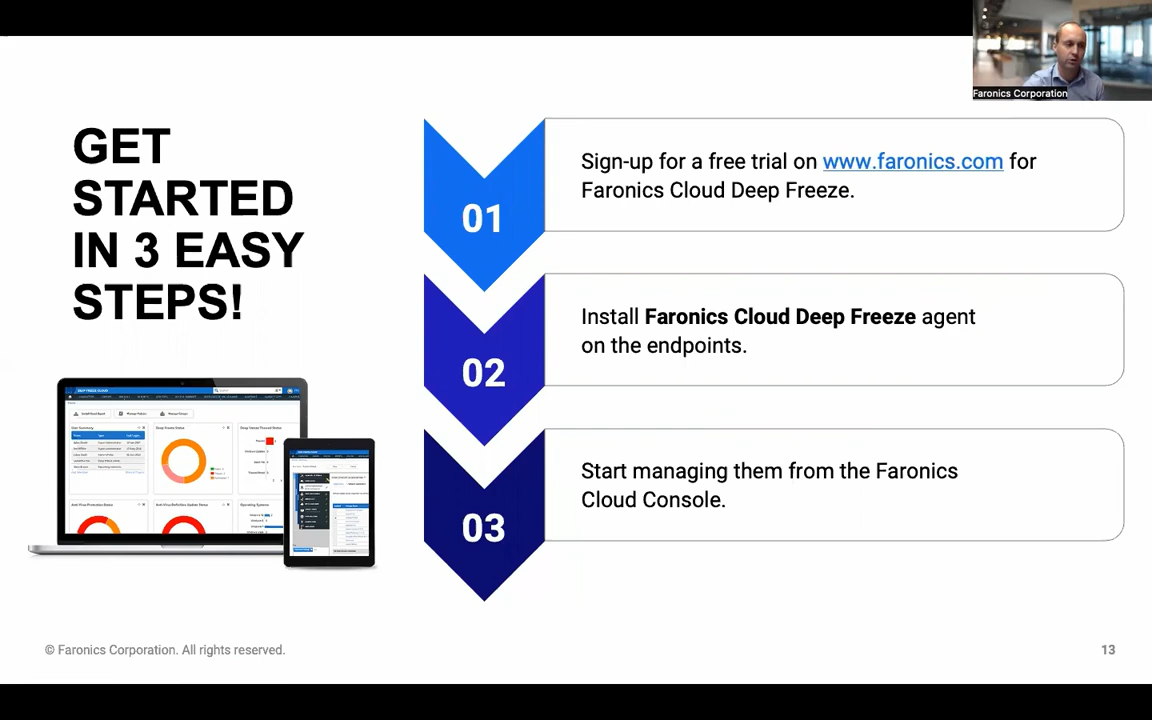 Faronics Corporation
GET
STARTED
IN 3 EASY
STEPS!
01
Sign-up for a free trial on www.faronics.com for
Faronics Cloud Deep Freeze.
02
Install Faronics Cloud Deep Freeze agent
on the endpoints.
03
Start managing them from the Faronics
Cloud Console.
© Faronics Corporation. All rights reserved.
13